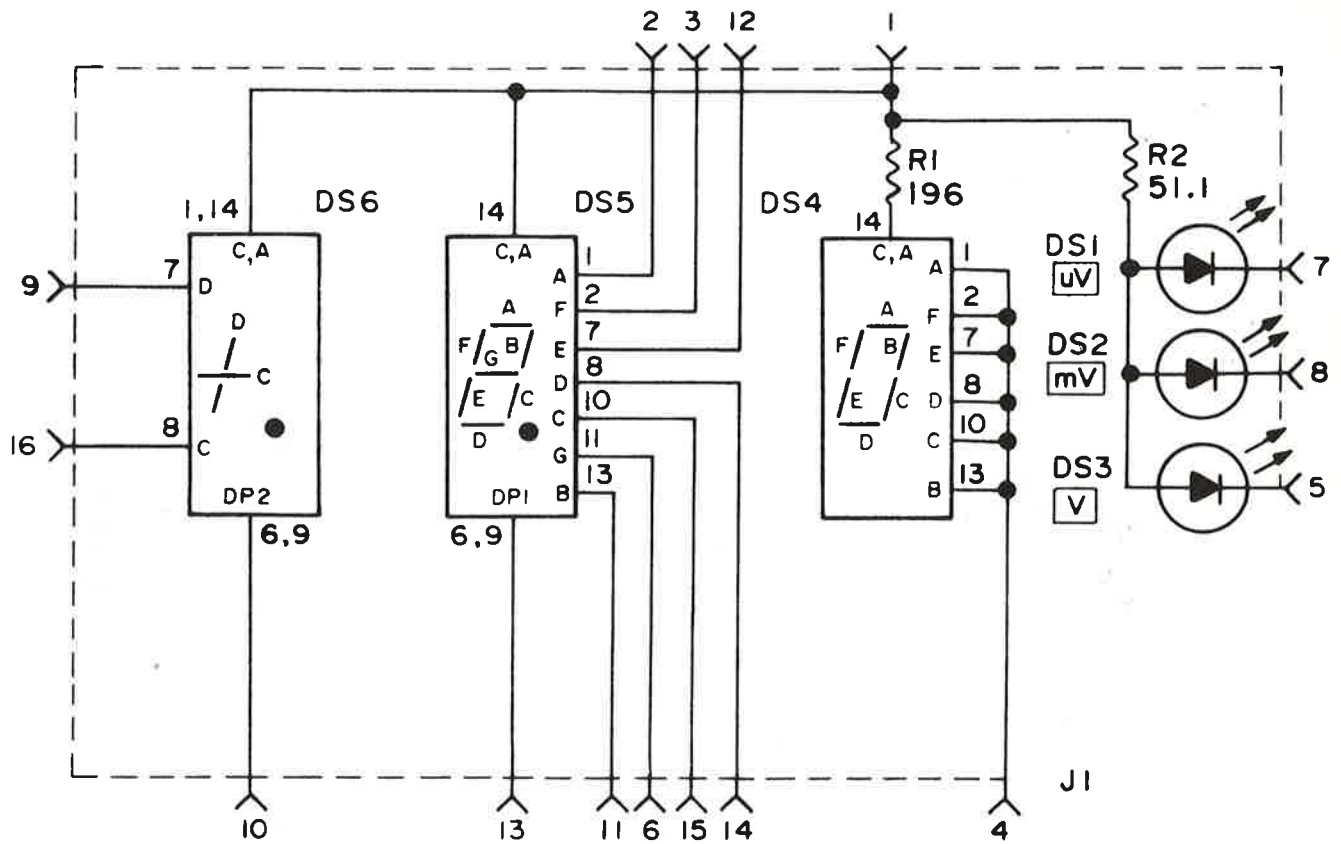 2 3 12 1
DS6 DS5 DS4
R1
196
R2
51.1
1,14
C,A
9
7
D
D
C
16
8
C
DP2
6,9
10
14
C,A
1
A
2
F
7
E
8
D
10
C
11
G
13
B
A
F G B
E C
D
DP1
6,9
13
11 6 15 14
14
C,A
1
A
2
F
7
E
8
D
10
C
13
B
A
F B
E C
D
4
DS1
uV
7
DS2
mV
8
DS3
V
5
J1